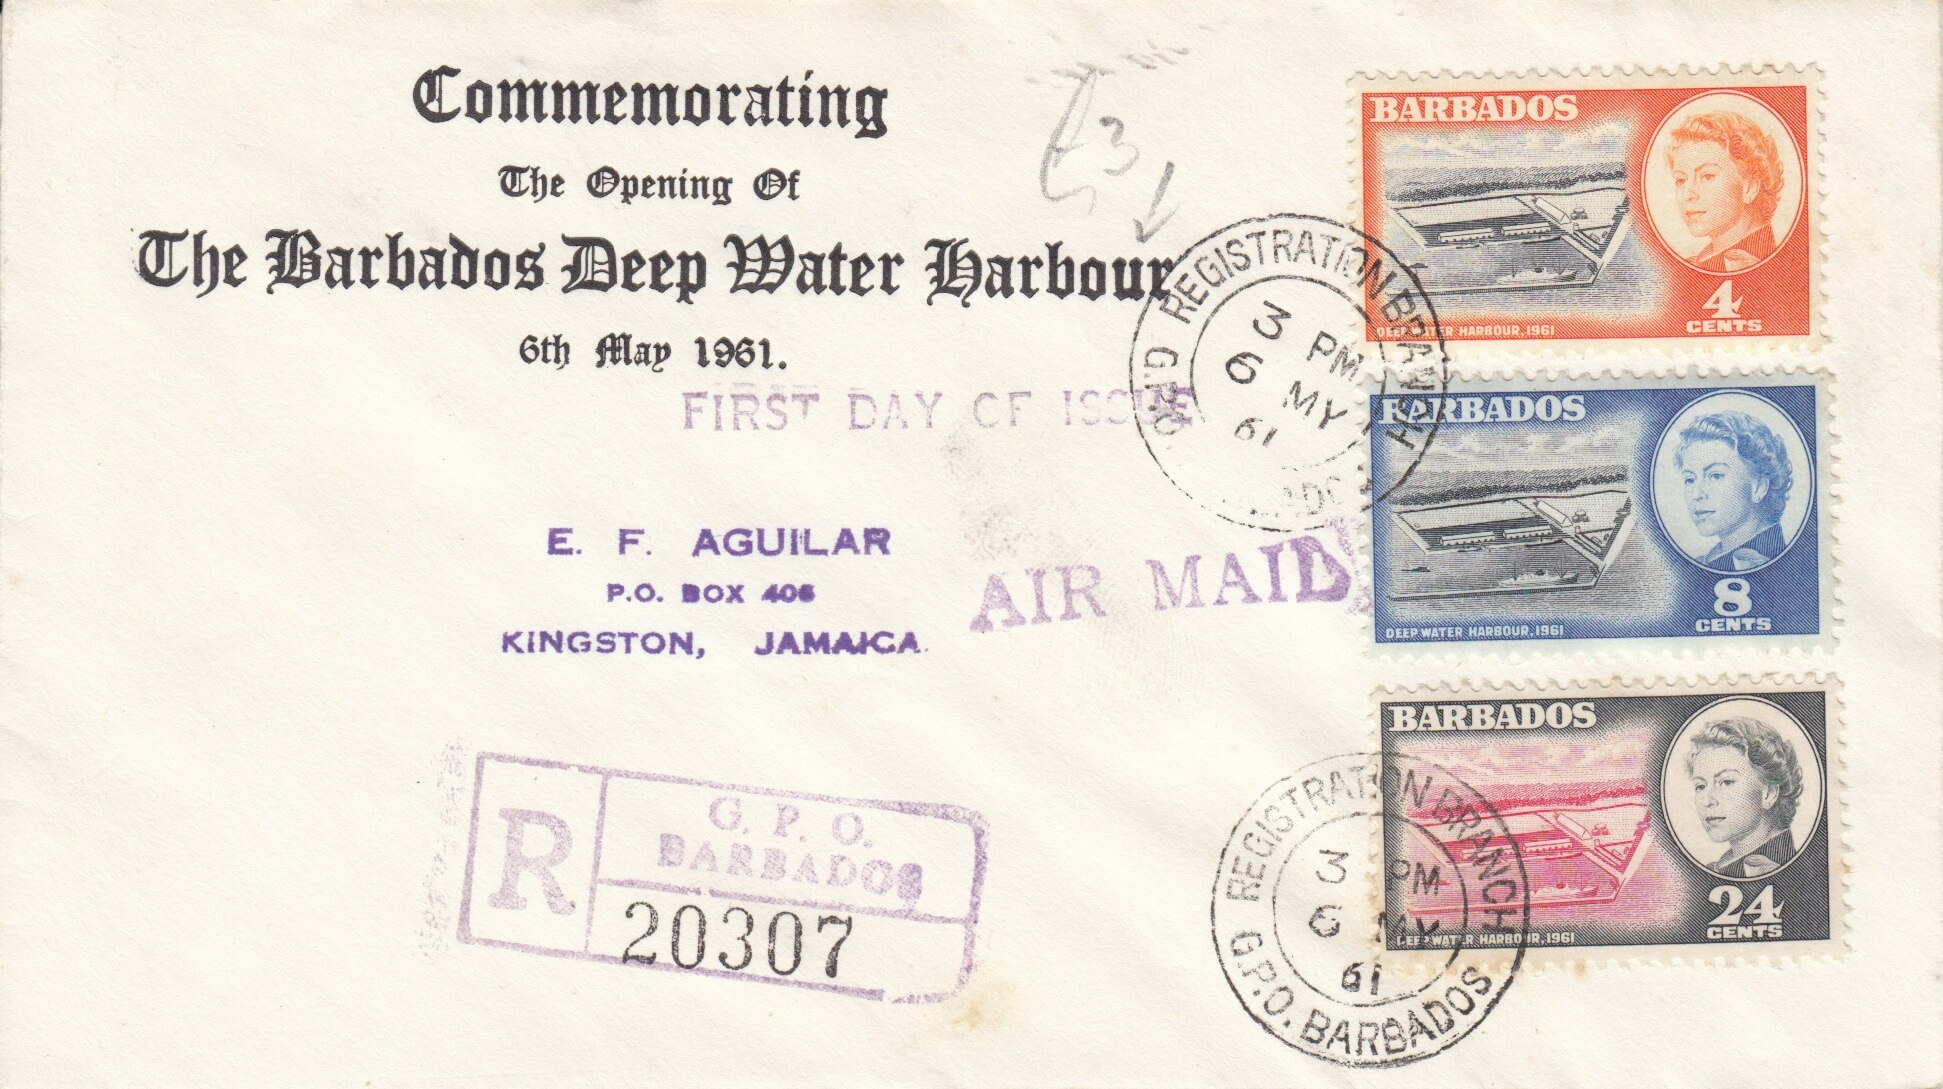 Commemorating
The Opening Of
The Barbados Deep Water Harbour
6th May 1961.
FIRST DAY OF ISSUE
3
E. F. AGUILAR
P.O. BOX 406
KINGSTON, JAMAICA
AIR MAIL
R
G. P. O.
BARBADOS
20307
BARBADOS
4
CENTS
DEEP WATER HARBOUR, 1961
REGISTRATION BRANCH
G.P.O.
3 PM
6 MY
61
BARBADOS
8
CENTS
DEEP WATER HARBOUR, 1961
BARBADOS
24
CENTS
DEEP WATER HARBOUR, 1961
REGISTRATION BRANCH
3 PM
6 MY
61
G.P.O. BARBADOS